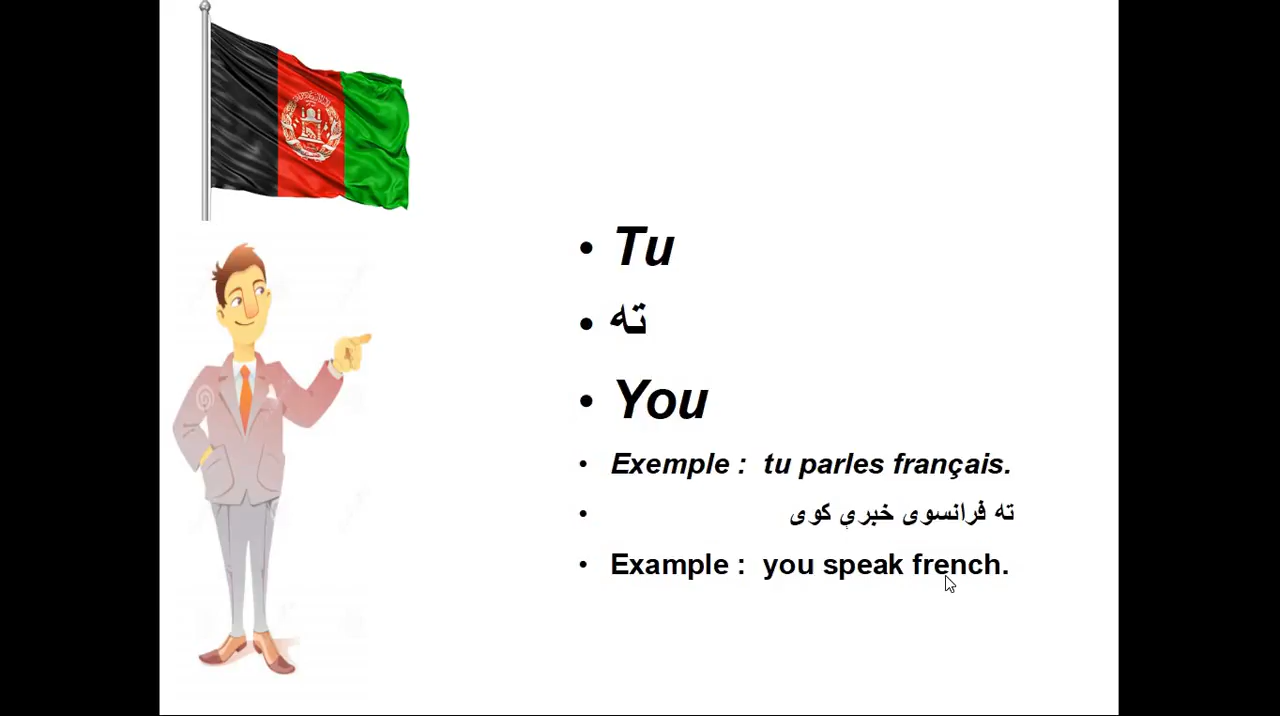 Tu
ته
You
Exemple : tu parles français.
ته فرانسوی خبرې کوی
Example : you speak french.